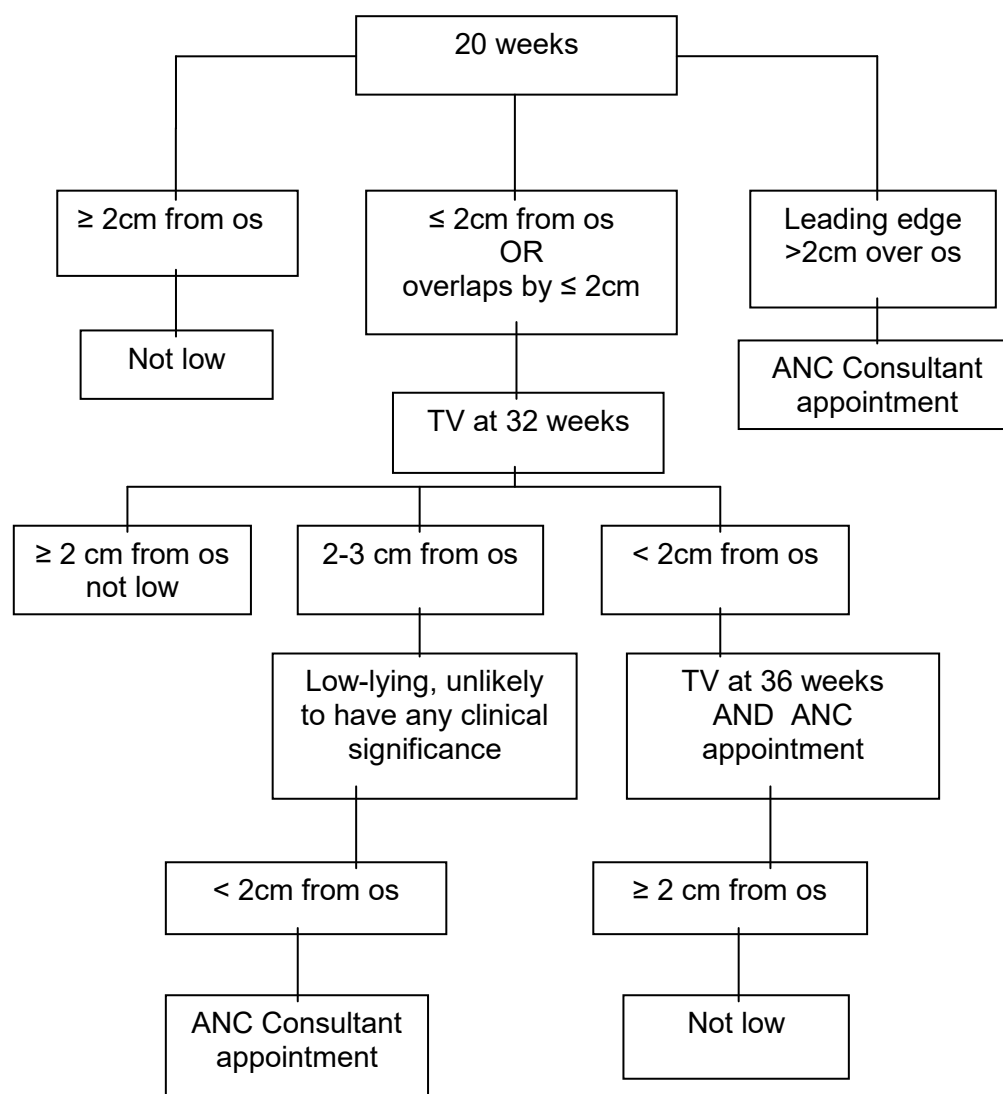 20 weeks
≥ 2cm from os
≤ 2cm from os
OR
overlaps by ≤ 2cm
Leading edge
>2cm over os
Not low
ANC Consultant
appointment
TV at 32 weeks
≥ 2 cm from os
not low
2-3 cm from os
< 2cm from os
Low-lying, unlikely
to have any clinical
significance
TV at 36 weeks
AND ANC
appointment
< 2cm from os
≥ 2 cm from os
ANC Consultant
appointment
Not low